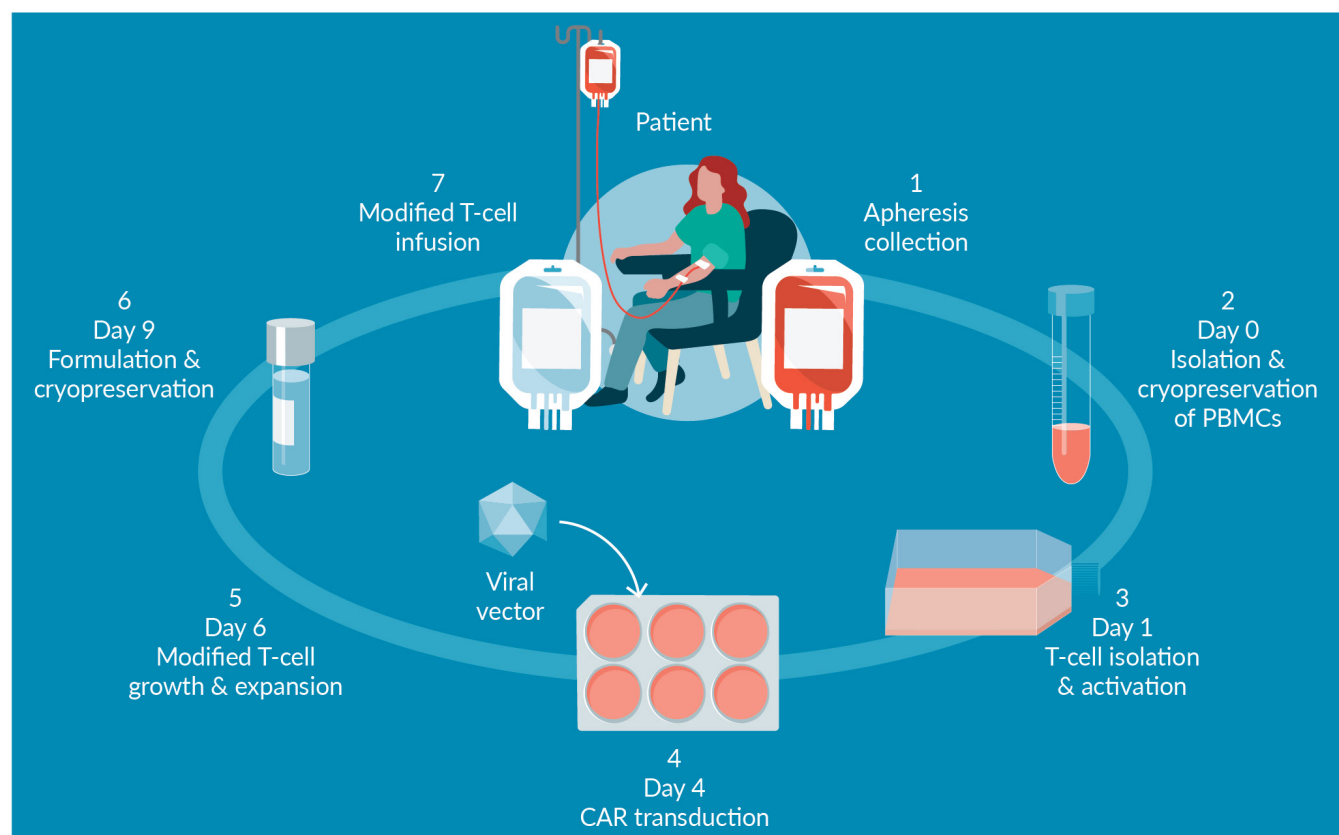 Patient
1
Apheresis
collection
2
Day 0
Isolation &
cryopreservation
of PBMCs
3
Day 1
T-cell isolation
& activation
4
Day 4
CAR transduction
Viral
vector
5
Day 6
Modified T-cell
growth & expansion
6
Day 9
Formulation &
cryopreservation
7
Modified T-cell
infusion